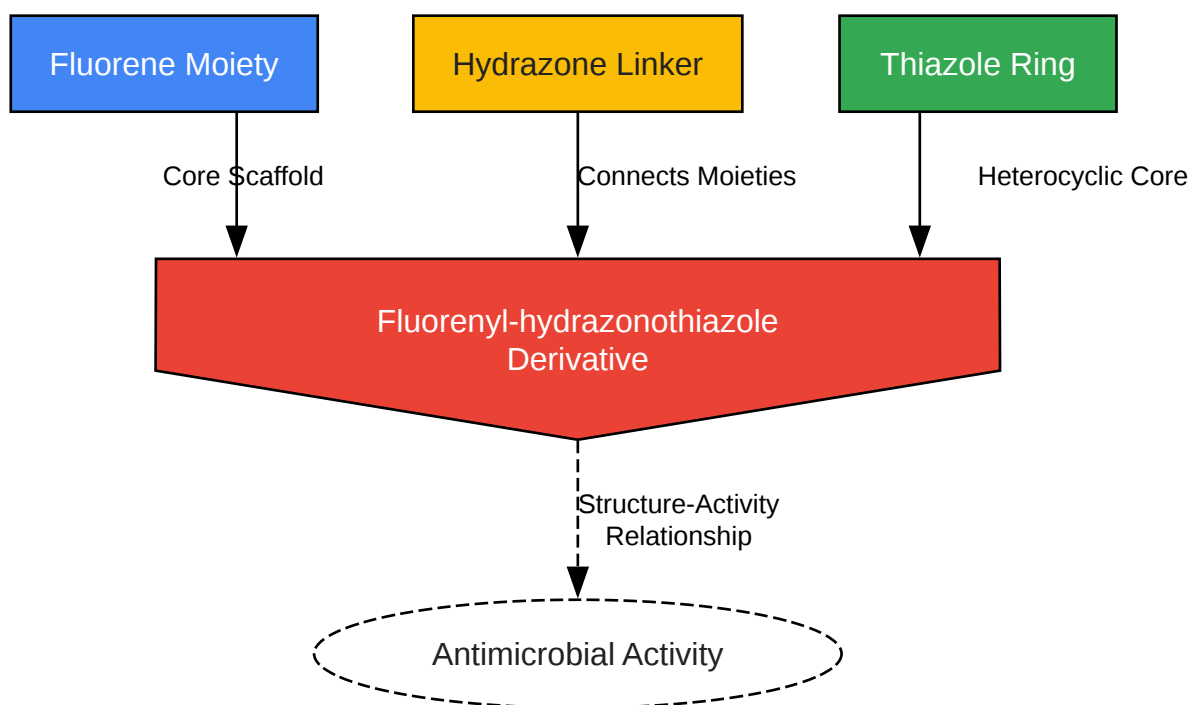 Fluorene Moiety
Hydrazone Linker
Thiazole Ring
Core Scaffold
Connects Moieties
Heterocyclic Core
Fluorenyl-hydrazonothiazole
Derivative
Structure-Activity
Relationship
Antimicrobial Activity